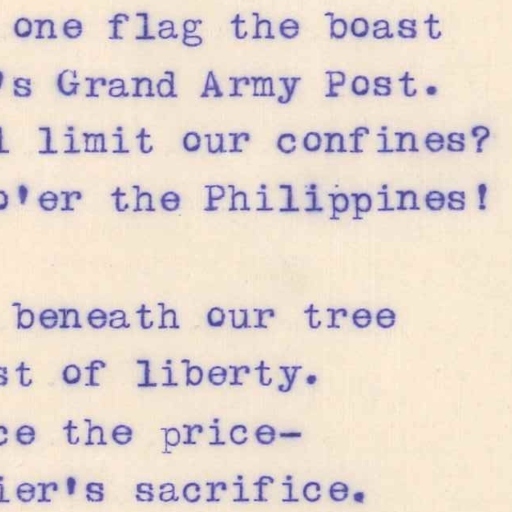 one flag the boast
's Grand Army Post.
l limit our confines?
o'er the Philippines!
beneath our tree
st of liberty.
ce the price—
ier's sacrifice.